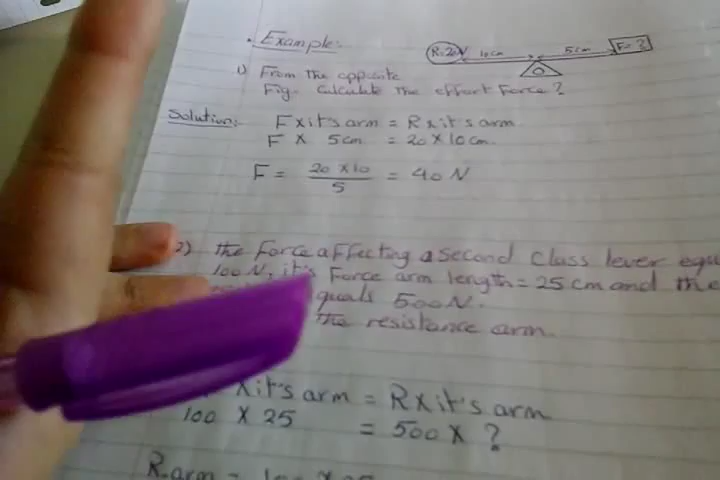 Example:-
R=20N 10cm 5cm F=?
1) From the opposite
Fig. Calculate the effort Force?
Solution:-
F x it's arm = R x it's arm
F x 5cm = 20 x 10 cm.
F = 20 x 10 / 5 = 40 N
2) the Force affecting a second class lever equ
100 N, it's Force arm length = 25 cm and the
quals 500 N.
the resistance arm.
x it's arm = R x it's arm
100 x 25 = 500 x ?
R.arm =